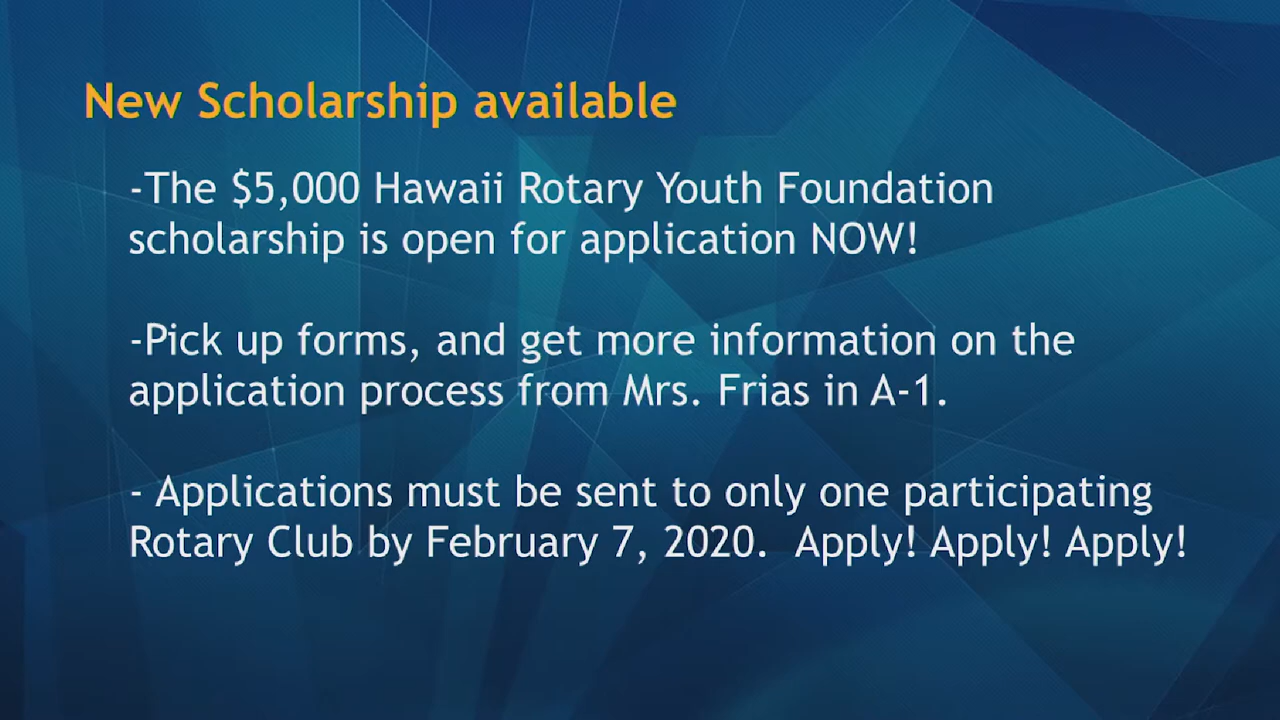 New Scholarship available
-The $5,000 Hawaii Rotary Youth Foundation
scholarship is open for application NOW!
-Pick up forms, and get more information on the
application process from Mrs. Frias in A-1.
- Applications must be sent to only one participating
Rotary Club by February 7, 2020.  Apply! Apply! Apply!